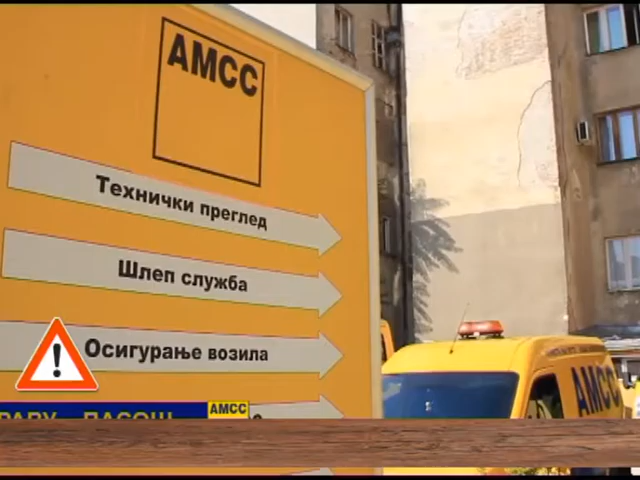 АМСС
Технички преглед
Шлеп служба
Осигурање возила
АМСС
АМСС